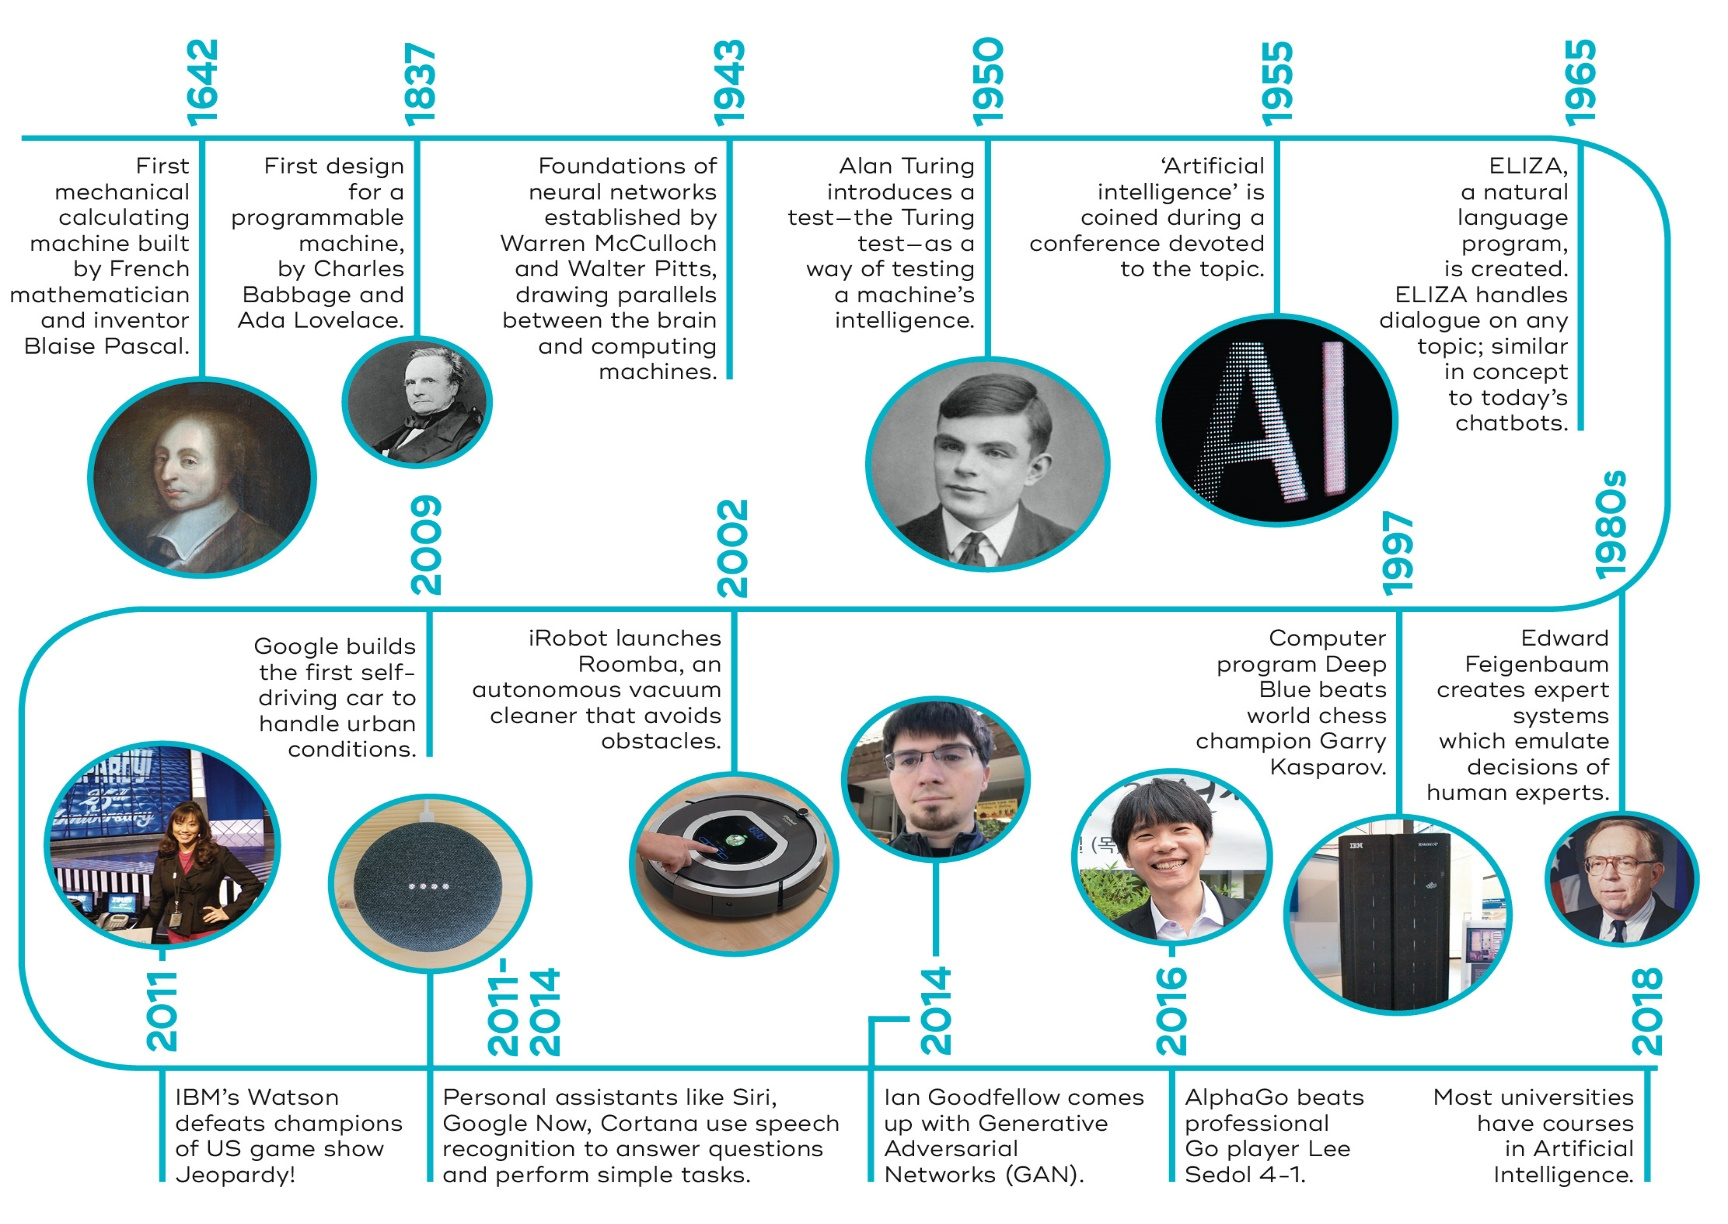 1642
First
mechanical
calculating
machine built
by French
mathematician
and inventor
Blaise Pascal.
1837
First design
for a
programmable
machine,
by Charles
Babbage and
Ada Lovelace.
1943
Foundations of
neural networks
established by
Warren McCulloch
and Walter Pitts,
drawing parallels
between the brain
and computing
machines.
1950
Alan Turing
introduces a
test—the Turing
test—as a
way of testing
a machine’s
intelligence.
1955
‘Artificial
intelligence’ is
coined during a
conference devoted
to the topic.
AI
1965
ELIZA,
a natural
language
program,
is created.
ELIZA handles
dialogue on any
topic; similar
in concept
to today’s
chatbots.
1980s
Edward
Feigenbaum
creates expert
systems
which emulate
decisions of
human experts.
1997
Computer
program Deep
Blue beats
world chess
champion Garry
Kasparov.
IBM
2002
iRobot launches
Roomba, an
autonomous vacuum
cleaner that avoids
obstacles.
2009
Google builds
the first self-
driving car to
handle urban
conditions.
2011
IBM’s Watson
defeats champions
of US game show
Jeopardy!
2011-
2014
Personal assistants like Siri,
Google Now, Cortana use speech
recognition to answer questions
and perform simple tasks.
2014
Ian Goodfellow comes
up with Generative
Adversarial
Networks (GAN).
2016
AlphaGo beats
professional
Go player Lee
Sedol 4-1.
2018
Most universities
have courses
in Artificial
Intelligence.